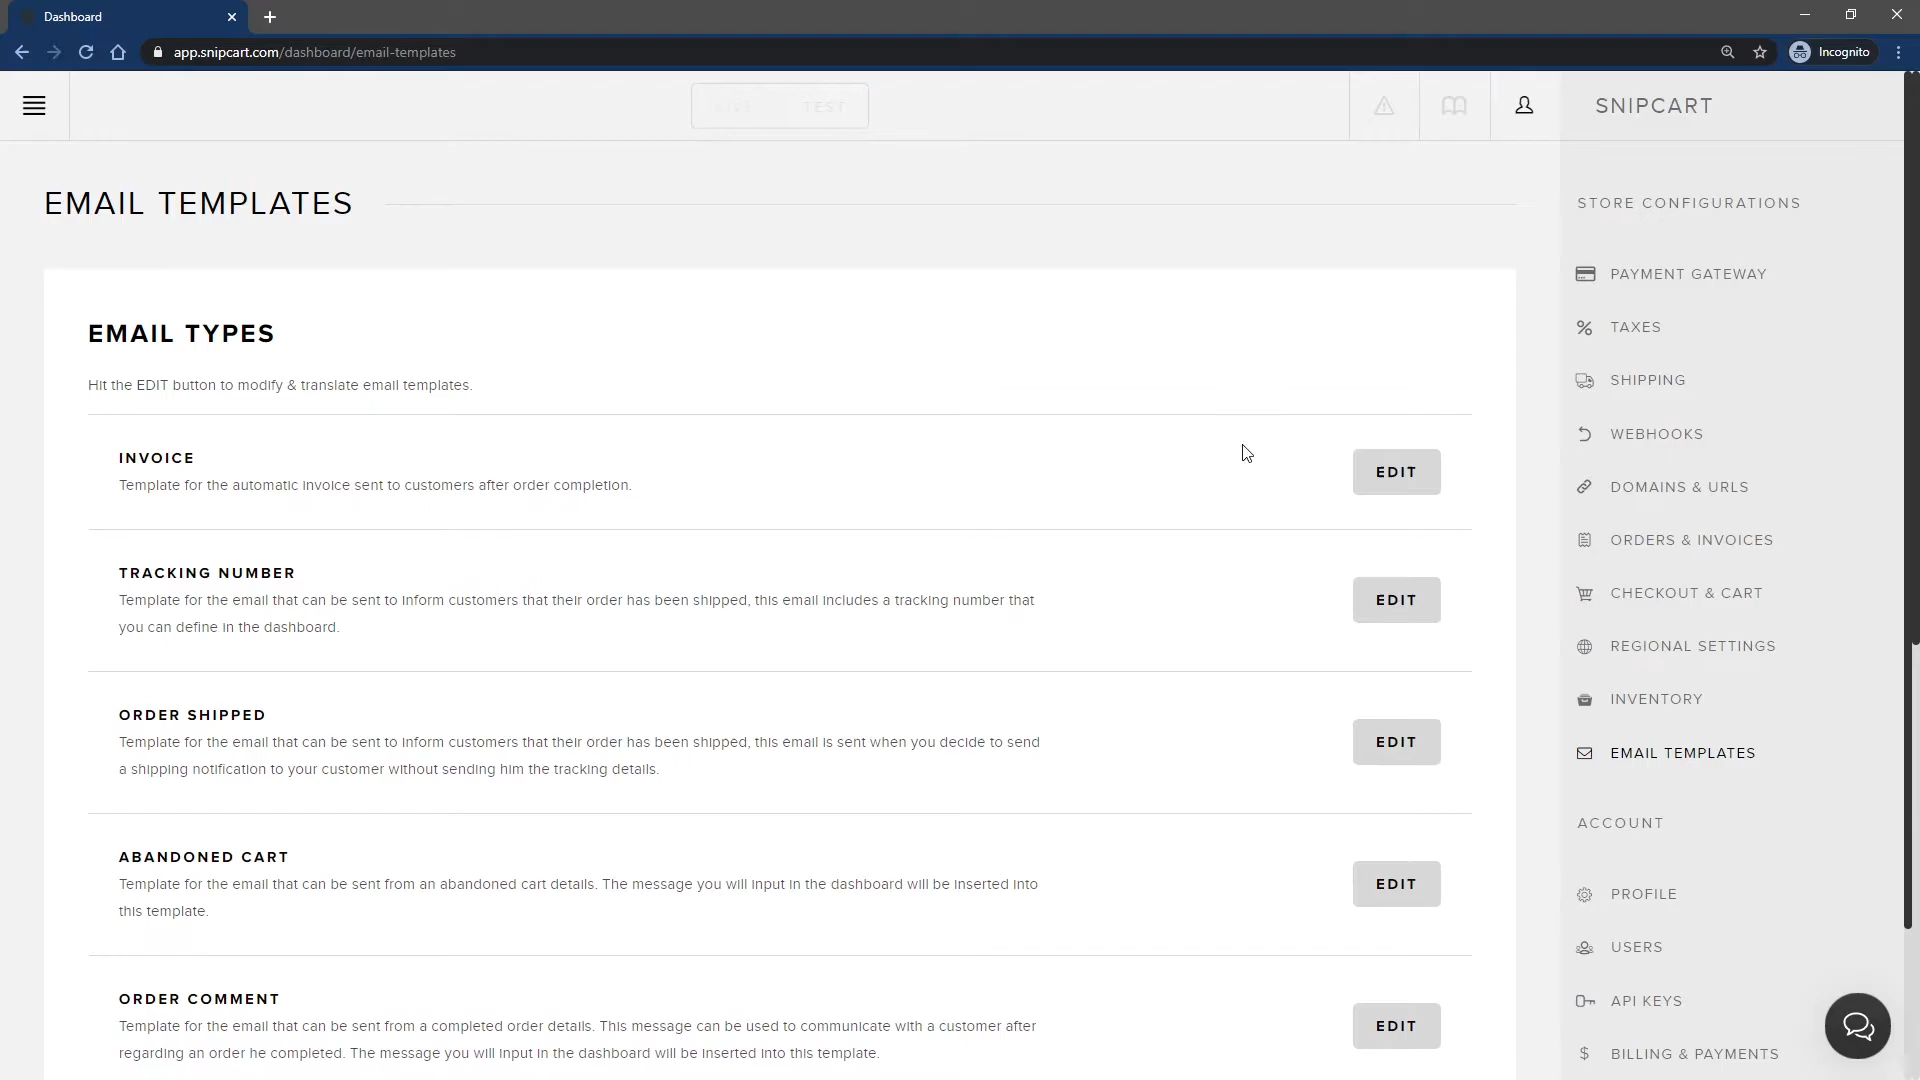 Dashboard
app.snipcart.com/dashboard/email-templates
Incognito
LIVE TEST
SNIPCART
EMAIL TEMPLATES
EMAIL TYPES
Hit the EDIT button to modify & translate email templates.
INVOICE
Template for the automatic invoice sent to customers after order completion.
EDIT
TRACKING NUMBER
Template for the email that can be sent to inform customers that their order has been shipped, this email includes a tracking number that
you can define in the dashboard.
EDIT
ORDER SHIPPED
Template for the email that can be sent to inform customers that their order has been shipped, this email is sent when you decide to send
a shipping notification to your customer without sending him the tracking details.
EDIT
ABANDONED CART
Template for the email that can be sent from an abandoned cart details. The message you will input in the dashboard will be inserted into
this template.
EDIT
ORDER COMMENT
Template for the email that can be sent from a completed order details. This message can be used to communicate with a customer after
regarding an order he completed. The message you will input in the dashboard will be inserted into this template.
EDIT
STORE CONFIGURATIONS
PAYMENT GATEWAY
TAXES
SHIPPING
WEBHOOKS
DOMAINS & URLS
ORDERS & INVOICES
CHECKOUT & CART
REGIONAL SETTINGS
INVENTORY
EMAIL TEMPLATES
ACCOUNT
PROFILE
USERS
API KEYS
BILLING & PAYMENTS